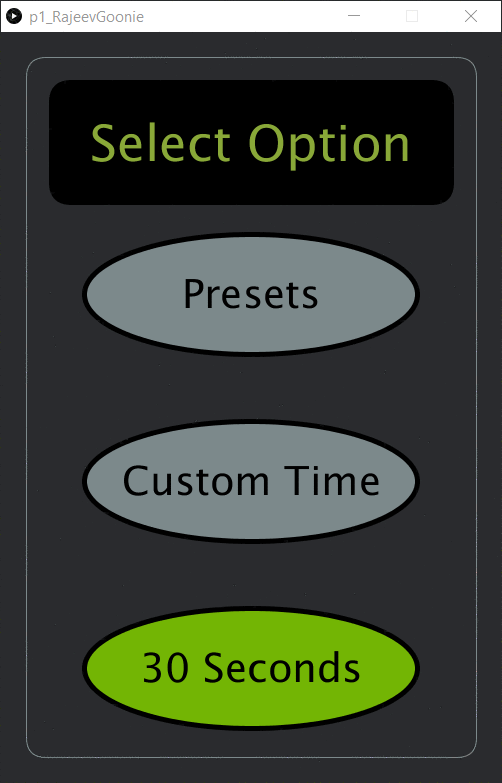 p1_RajeevGoonie
Select Option
Presets
Custom Time
30 Seconds